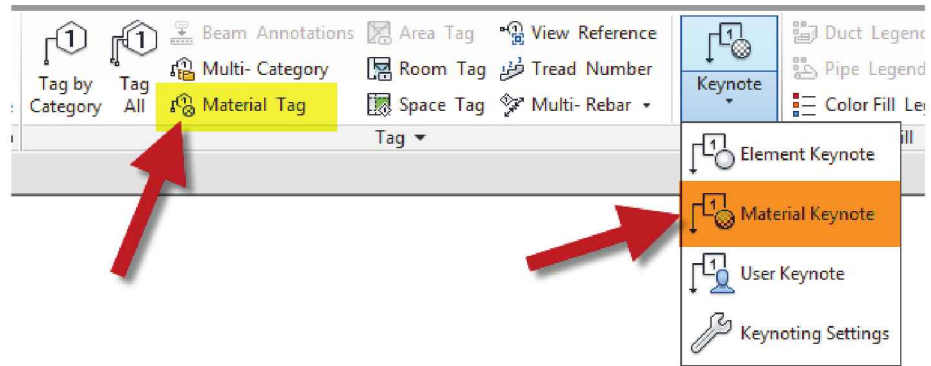 Tag by
Category
Tag
All
Beam Annotations
Multi- Category
Material Tag
Area Tag
Room Tag
Space Tag
View Reference
Tread Number
Multi- Rebar
Tag
Keynote
Duct Legend
Pipe Legend
Color Fill Leg
ill
Element Keynote
Material Keynote
User Keynote
Keynoting Settings